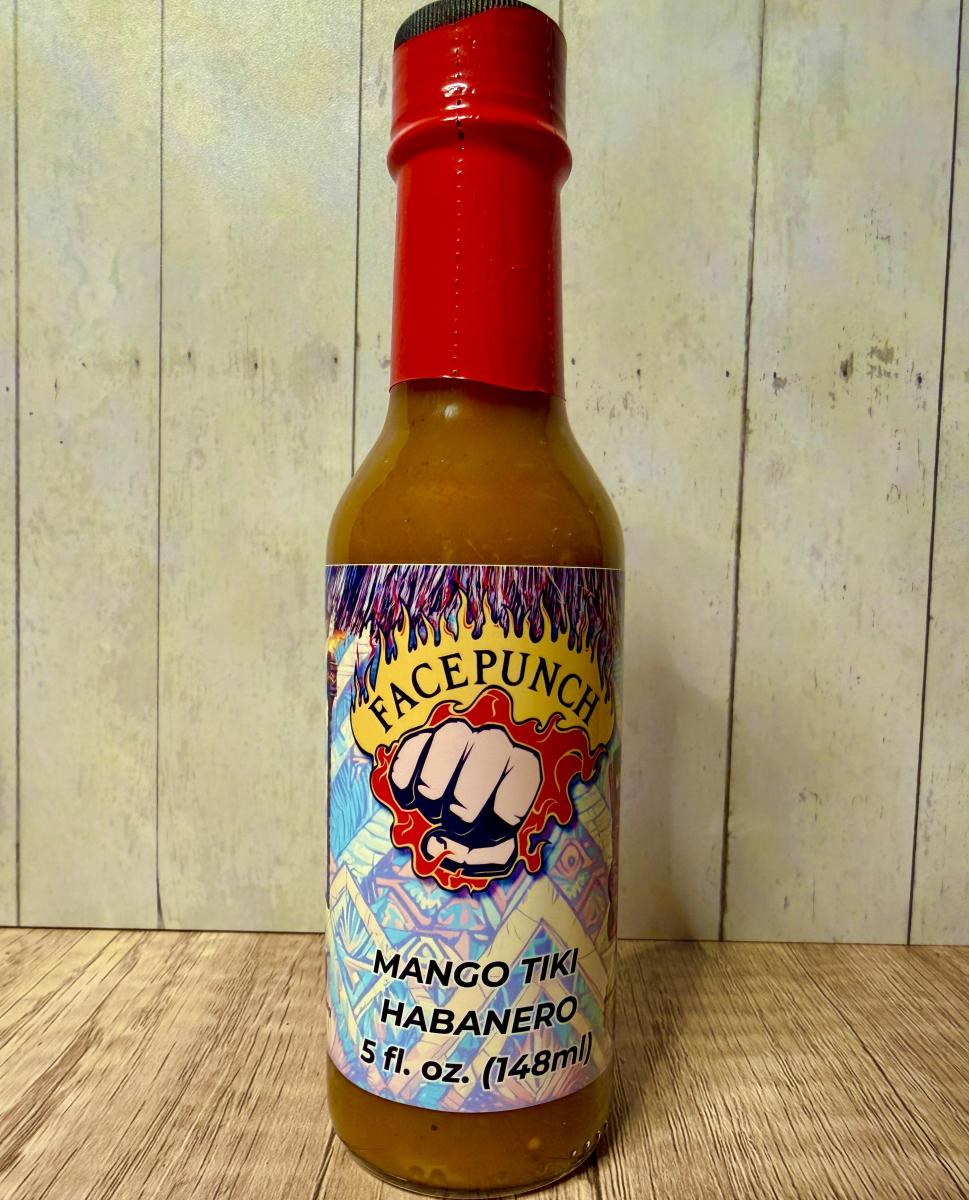 FACEPUNCH
MANGO TIKI
HABANERO
5 fl. oz. (148ml)